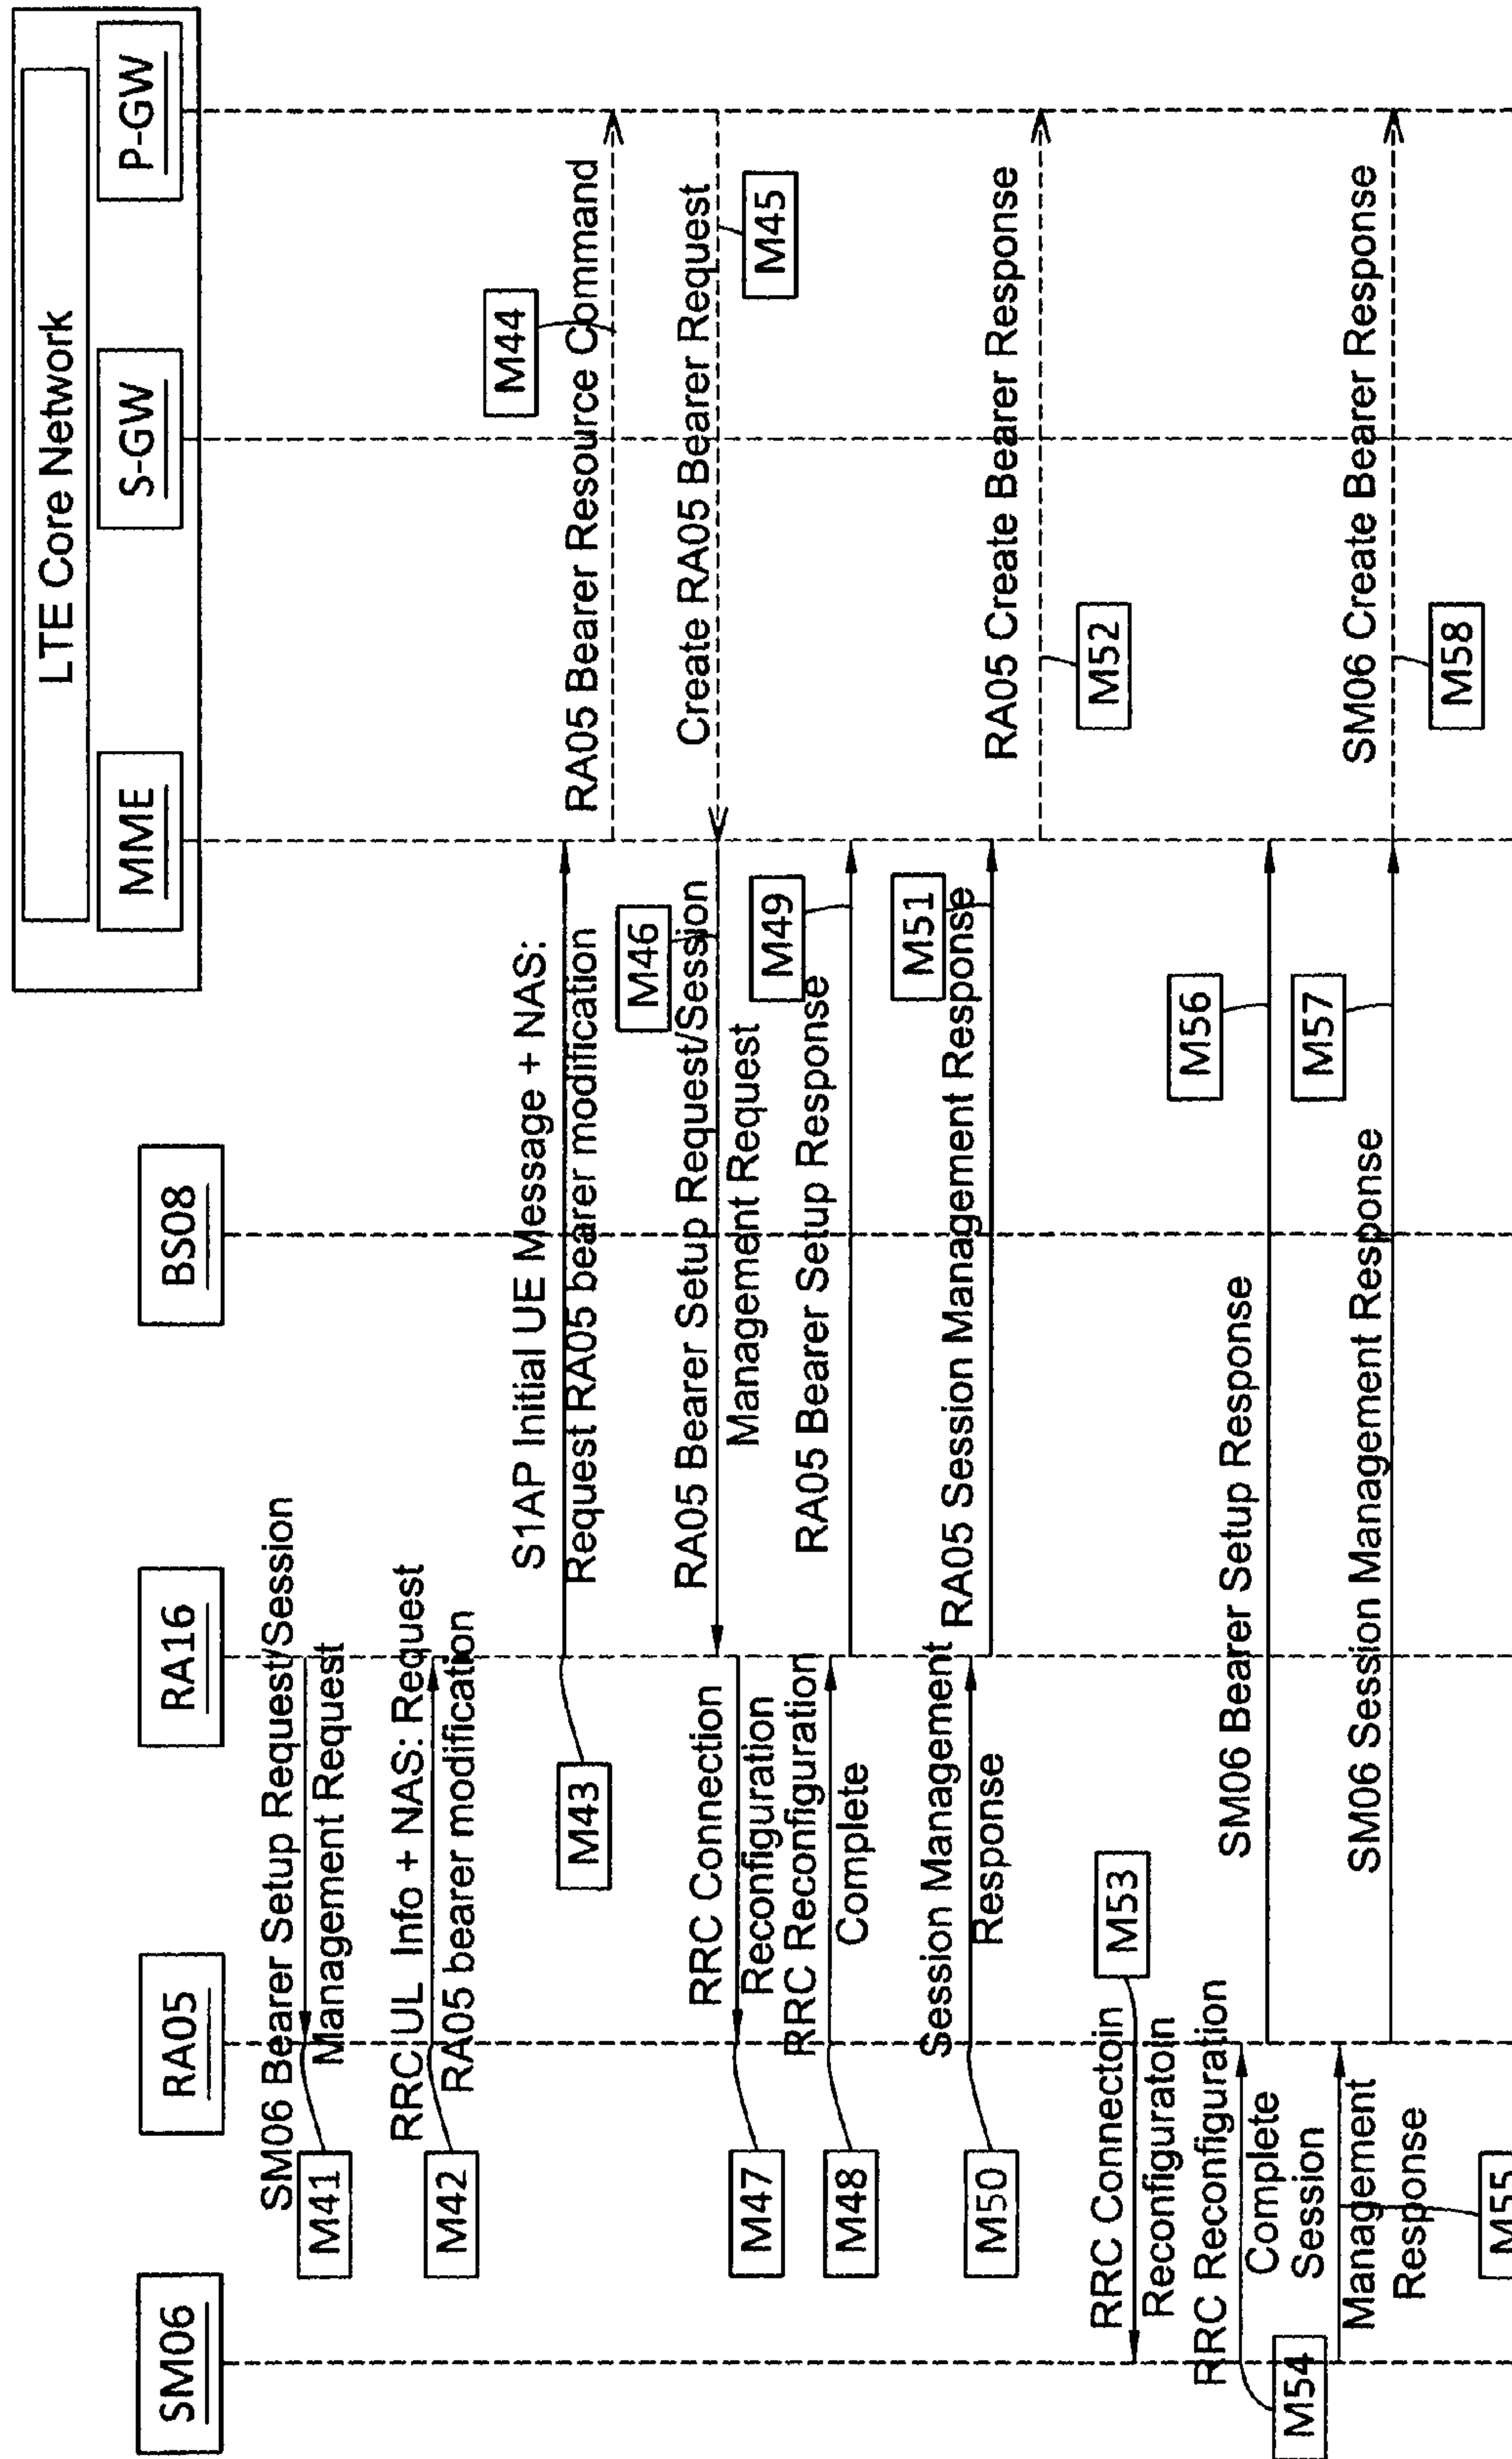 LTE Core Network
SM06
RA05
RA16
BS08
MME
S-GW
P-GW
SM06 Bearer Setup Request/Session
Management Request
M41
RRC UL Info + NAS: Request
RA05 bearer modification
M42
S1AP Initial UE Message + NAS:
Request RA05 bearer modification
M43
M44
RA05 Bearer Resource Command
Create RA05 Bearer Request
M45
M46
RA05 Bearer Setup Request/Session
Management Request
RRC Connection
Reconfiguration
M47
RRC Reconfiguration
Complete
M48
M49
RA05 Bearer Setup Response
Session Management
Response
M50
M51
RA05 Session Management Response
RA05 Create Bearer Response
M52
M53
RRC Connectoin
Reconfiguratoin
RRC Reconfiguration
Complete
M54
Session
Management
Response
M55
M56
SM06 Bearer Setup Response
M57
SM06 Session Management Response
SM06 Create Bearer Response
M58